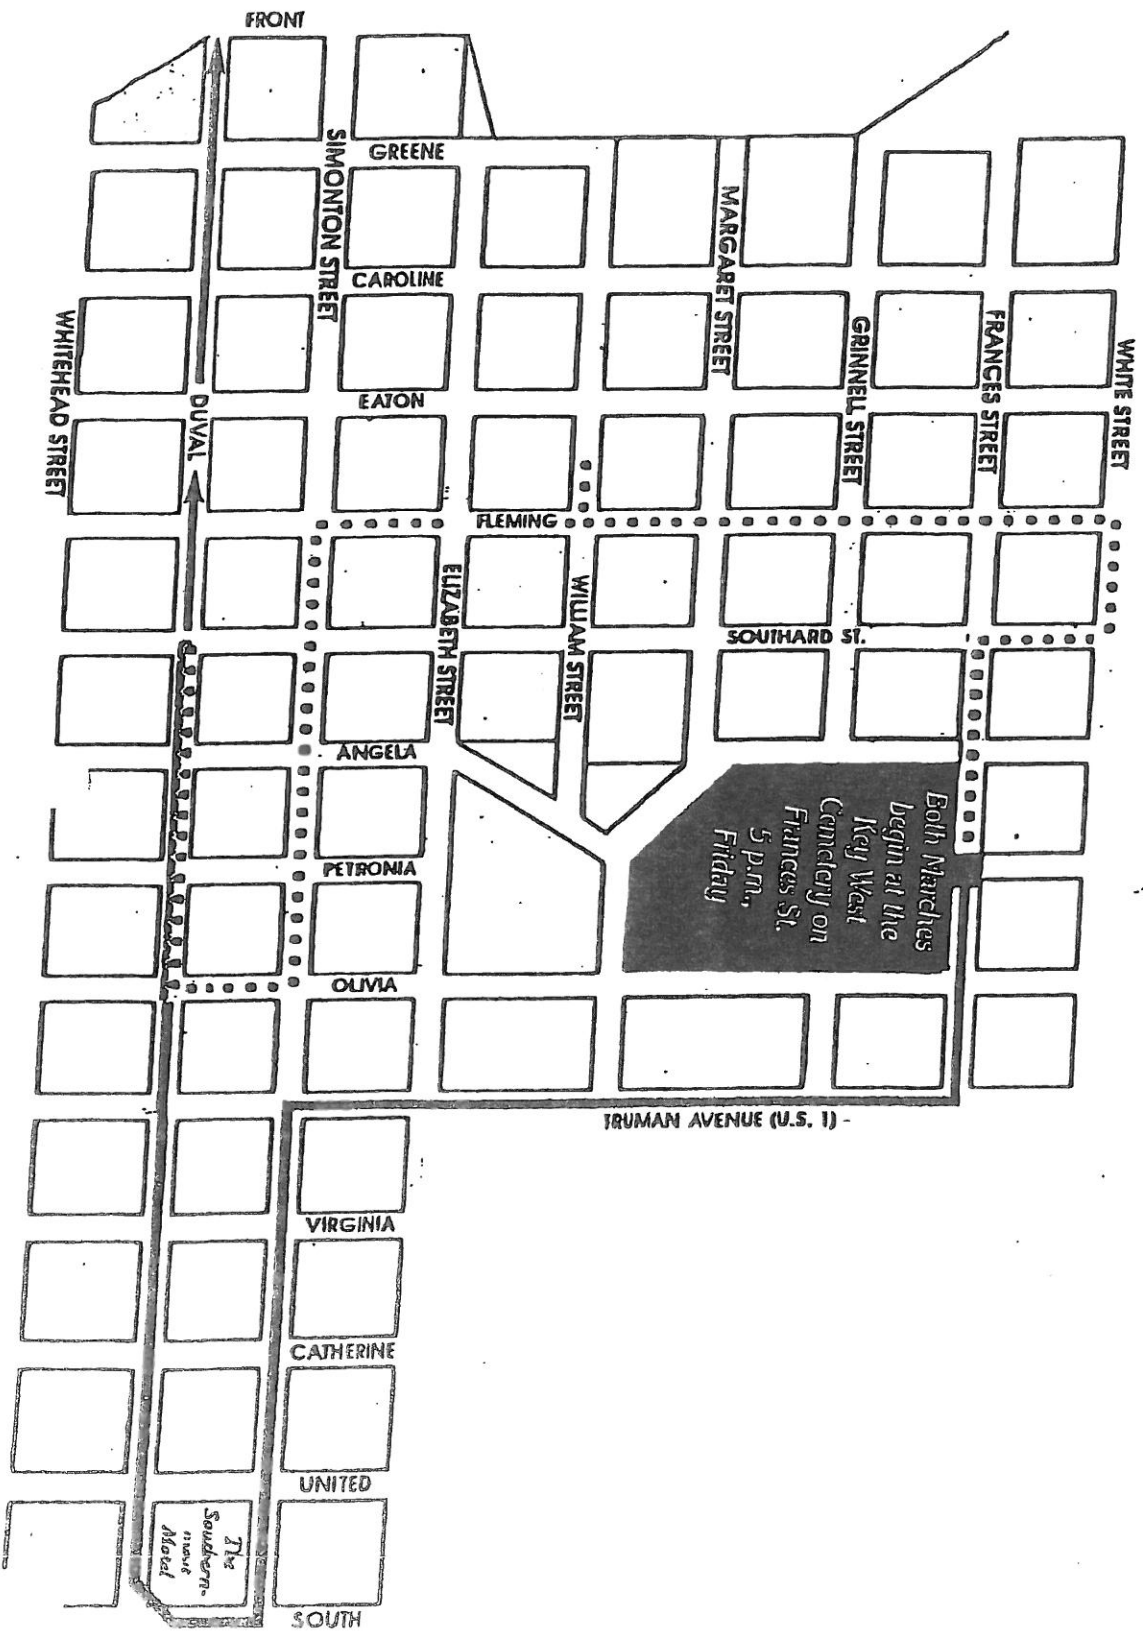 FRONT
GREENE
SIMONTON STREET
MARGARET STREET
CAROLINE
WHITEHEAD STREET
GRINNELL STREET
FRANCES STREET
WHITE STREET
EATON
DUVAL
FLEMING
ELIZABETH STREET
WILLIAM STREET
SOUTHARD ST.
ANGELA
Both Marches
begin at the
Key West
Cemetery on
Frances St.
5 p.m.,
Friday
PETRONIA
OLIVIA
TRUMAN AVENUE (U.S. 1)
VIRGINIA
CATHERINE
UNITED
The
Southern-
most
Motel
SOUTH